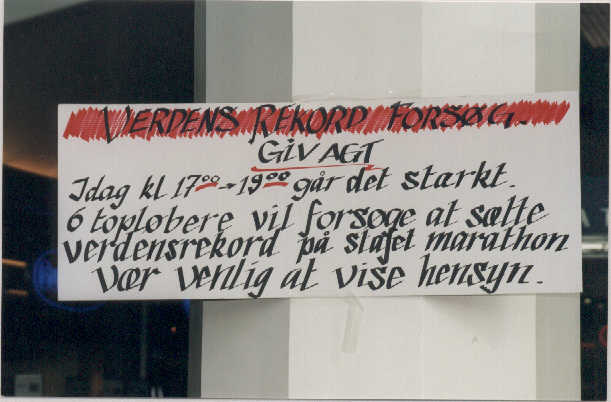 VERDENS REKORD FORSØG.
GIV AGT
Idag kl 17⁰⁰ - 19⁰⁰ går det stærkt.
6 topløbere vil forsøge at sætte
verdensrekord på stafet marathon
Vær venlig at vise hensyn.